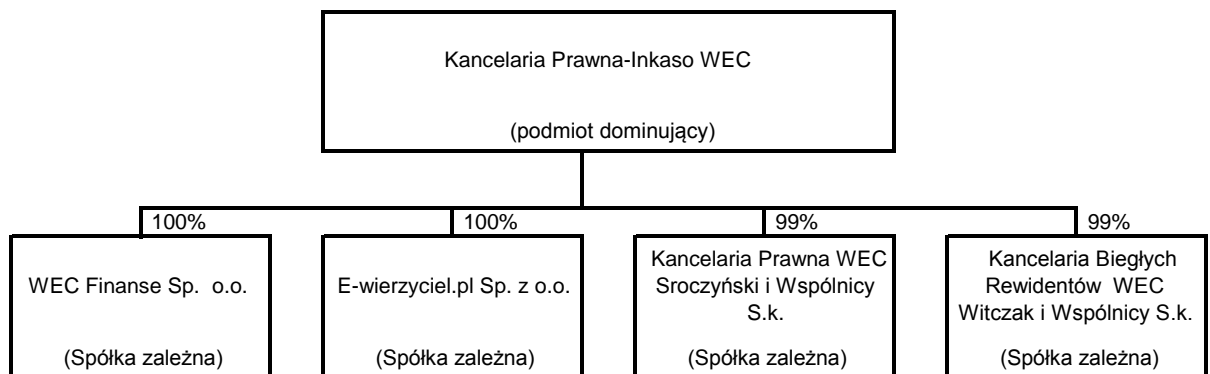 Kancelaria Prawna-Inkaso WEC
(podmiot dominujący)
100%
100%
99%
99%
WEC Finanse Sp. o.o.
(Spółka zależna)
E-wierzyciel.pl Sp. z o.o.
(Spółka zależna)
Kancelaria Prawna WEC
Sroczyński i Wspólnicy
S.k.
(Spółka zależna)
Kancelaria Biegłych
Rewidentów WEC
Witczak i Wspólnicy S.k.
(Spółka zależna)